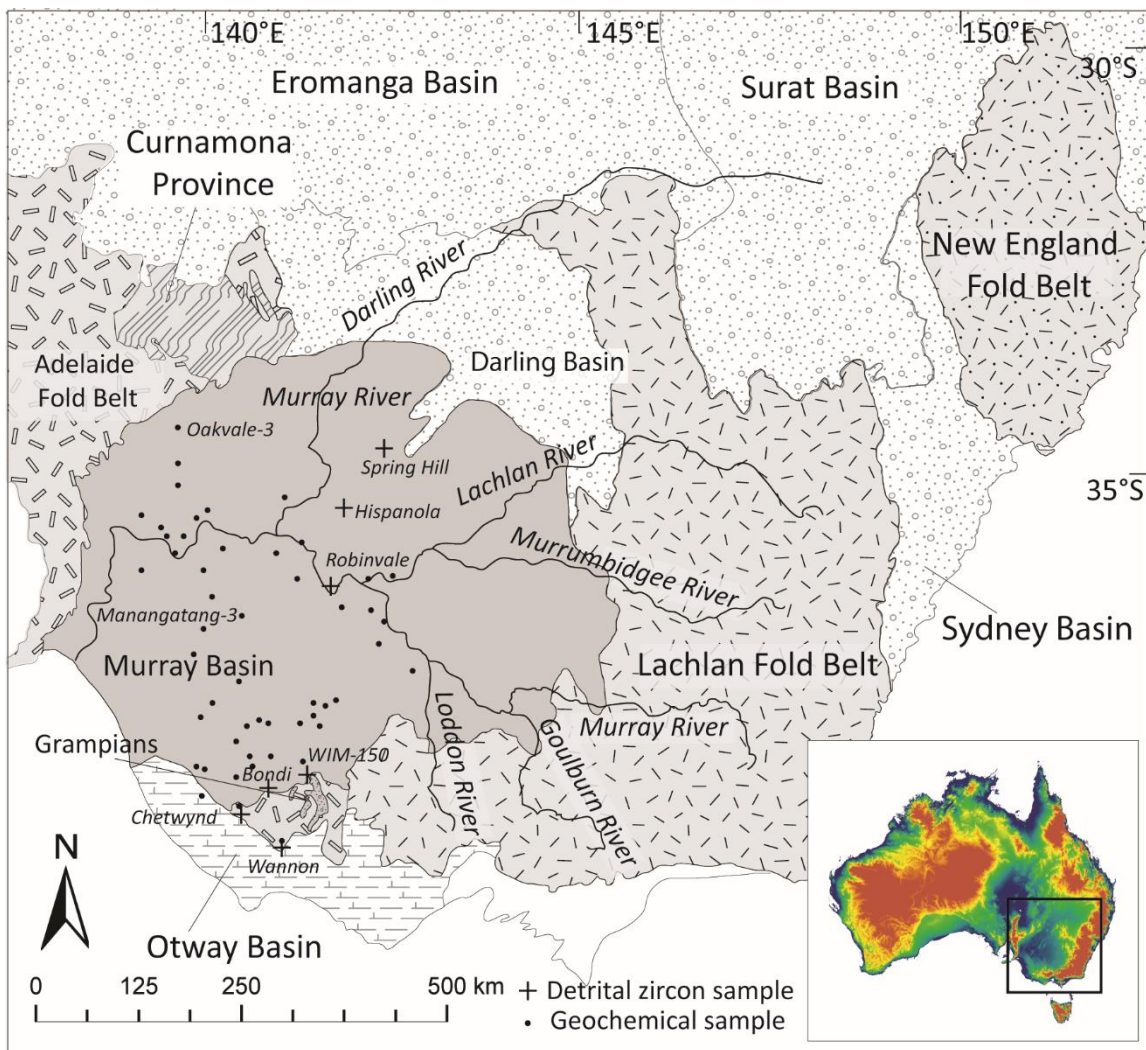 140°E
145°E
150°E
30°S
Eromanga Basin
Surat Basin
Curnamona
Province
New England
Fold Belt
Darling River
Adelaide
Fold Belt
Darling Basin
Murray River
Oakvale-3
Spring Hill
Lachlan River
35°S
Hispanola
Robinvale
Murrumbidgee River
Manangatang-3
Sydney Basin
Murray Basin
Lachlan Fold Belt
Loddon River
Goulburn River
Murray River
Grampians
WIM-150
Bondi
Chetwynd
N
Wannon
Otway Basin
0 125 250 500 km
+ Detrital zircon sample
• Geochemical sample